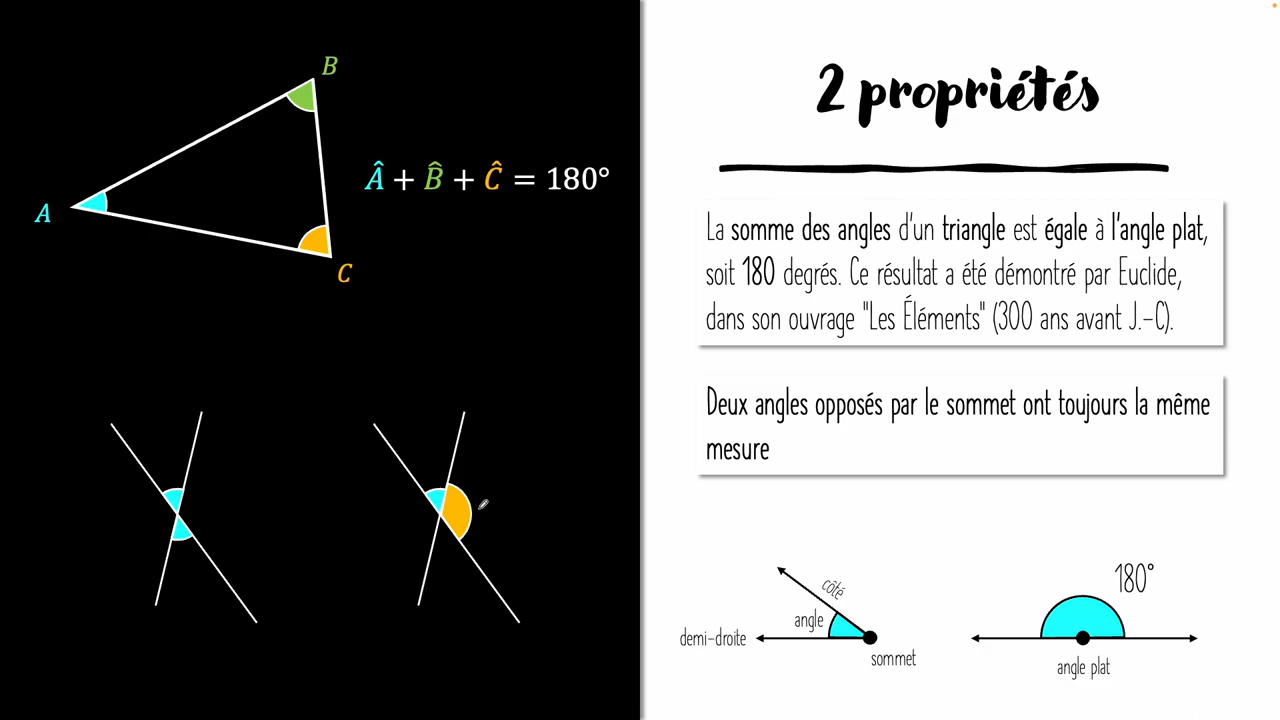 B
Â + B̂ + Ĉ = 180°
A
C
2 propriétés
La somme des angles d'un triangle est égale à l'angle plat,
soit 180 degrés. Ce résultat a été démontré par Euclide,
dans son ouvrage "Les Éléments" (300 ans avant J.-C).
Deux angles opposés par le sommet ont toujours la même
mesure
côté
angle
demi-droite
sommet
180°
angle plat